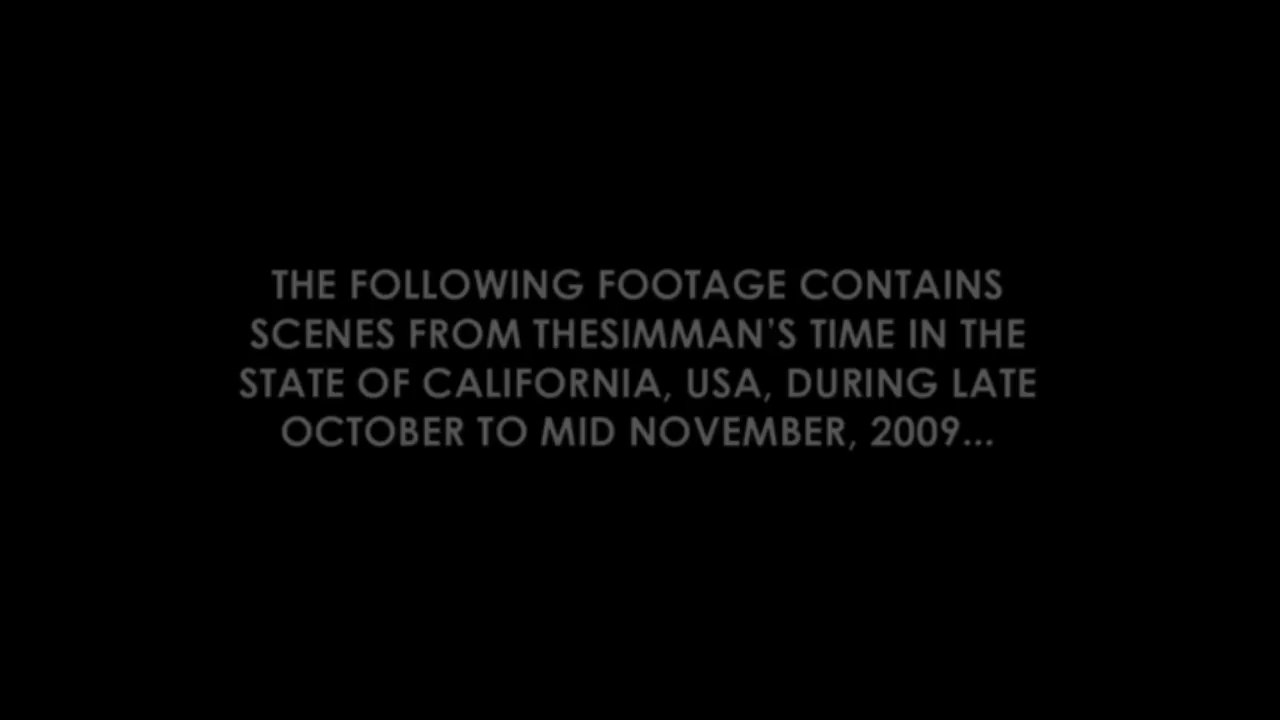 THE FOLLOWING FOOTAGE CONTAINS
SCENES FROM THESIMMAN'S TIME IN THE
STATE OF CALIFORNIA, USA, DURING LATE
OCTOBER TO MID NOVEMBER, 2009...